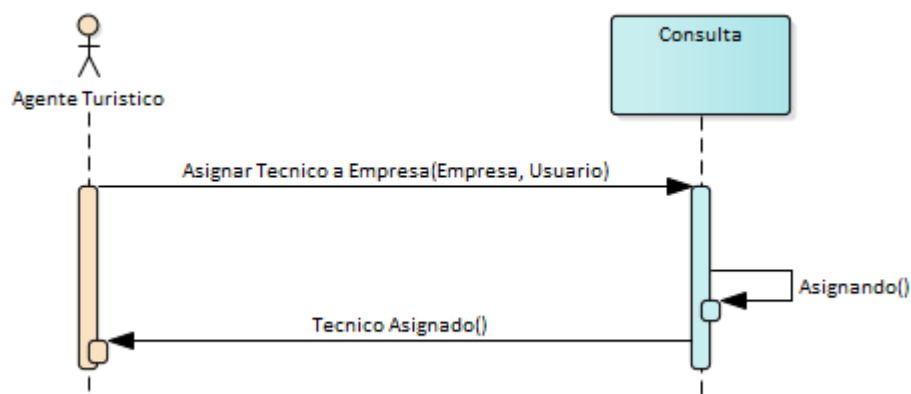 Consulta
Agente Turistico
Asignar Tecnico a Empresa(Empresa, Usuario)
Asignando()
Tecnico Asignado()